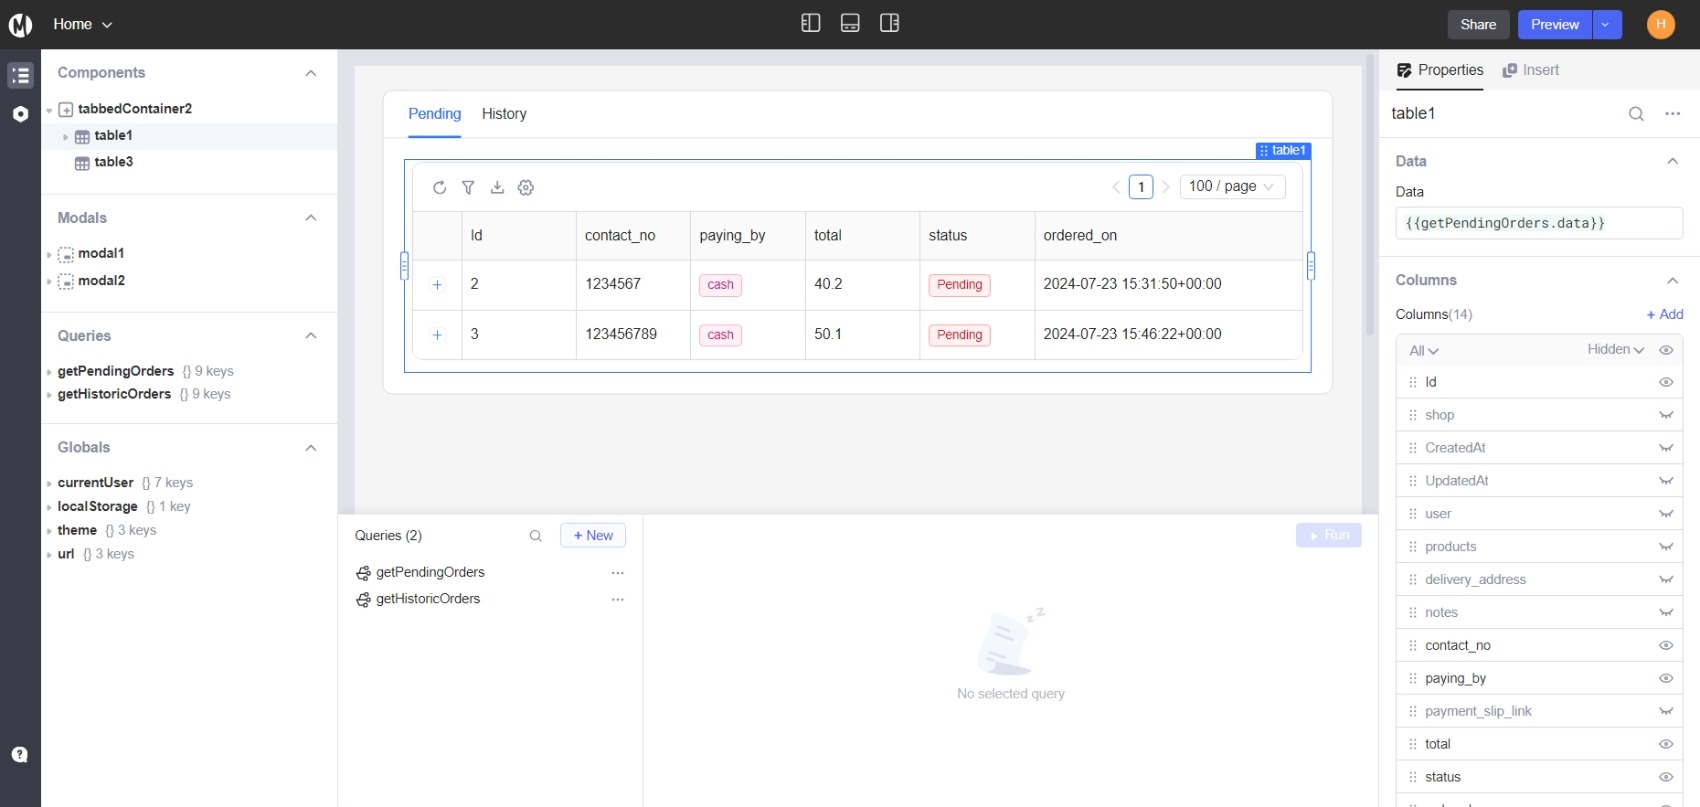 Home
Share
Preview
H
Components
tabbedContainer2
table1
table3
Modals
modal1
modal2
Queries
getPendingOrders {} 9 keys
getHistoricOrders {} 9 keys
Globals
currentUser {} 7 keys
localStorage {} 1 key
theme {} 3 keys
url {} 3 keys
Pending History
table1
1 100 / page
Id contact_no paying_by total status ordered_on
+ 2 1234567 cash 40.2 Pending 2024-07-23 15:31:50+00:00
+ 3 123456789 cash 50.1 Pending 2024-07-23 15:46:22+00:00
Queries (2) + New
Run
getPendingOrders ...
getHistoricOrders ...
z z
No selected query
Properties Insert
table1 ...
Data
Data
{{getPendingOrders.data}}
Columns
Columns(14) + Add
All Hidden
Id
shop
CreatedAt
UpdatedAt
user
products
delivery_address
notes
contact_no
paying_by
payment_slip_link
total
status